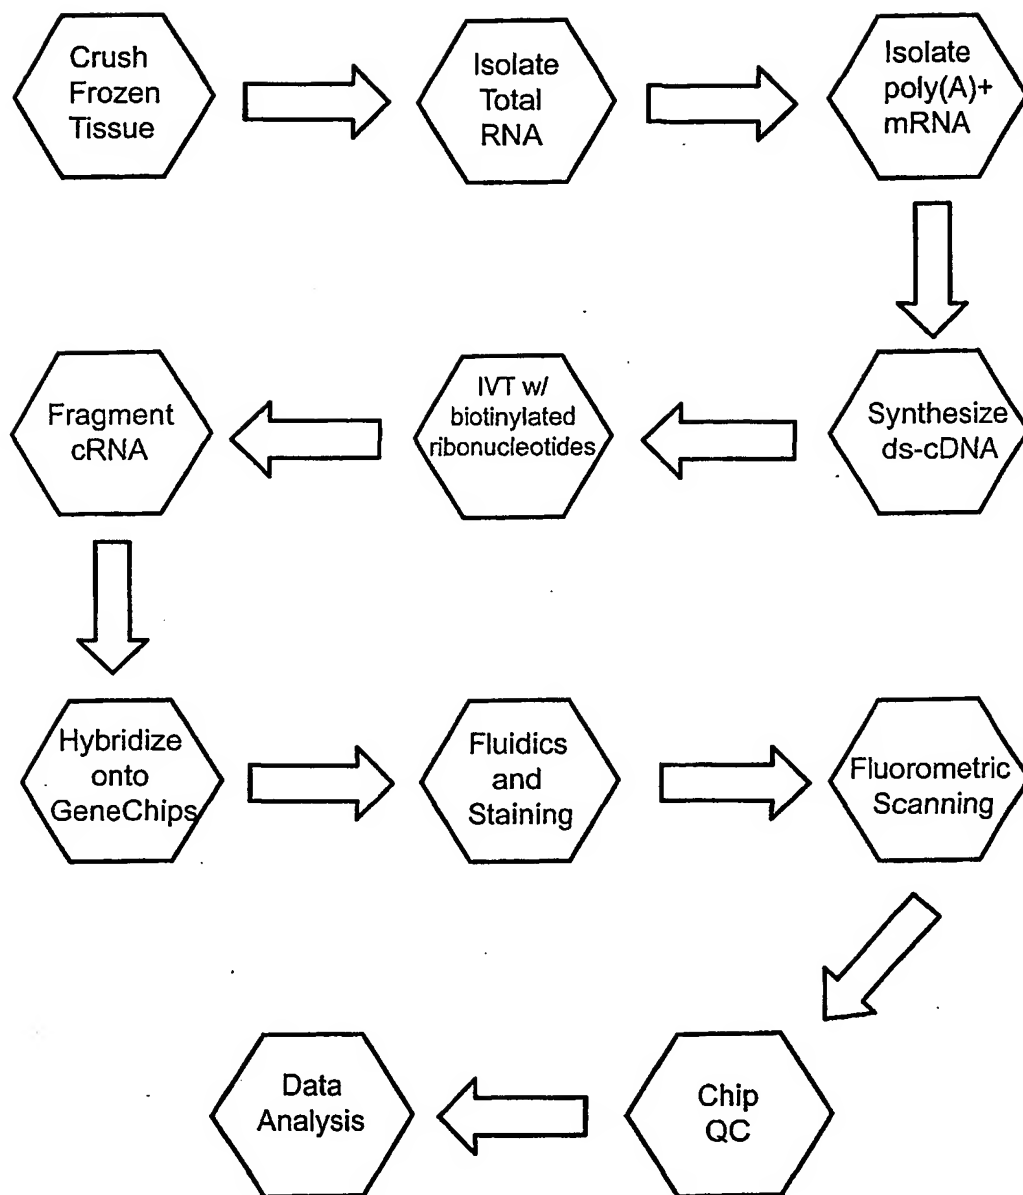 Crush
Frozen
Tissue
Isolate
Total
RNA
Isolate
poly(A)+
mRNA
Synthesize
ds-cDNA
IVT w/
biotinylated
ribonucleotides
Fragment
cRNA
Hybridize
onto
GeneChips
Fluidics
and
Staining
Fluorometric
Scanning
Chip
QC
Data
Analysis